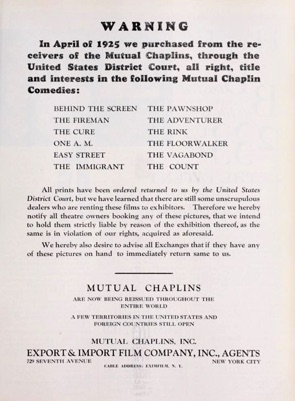 WARNING
In April of 1925 we purchased from the re-
ceivers of the Mutual Chaplins, through the
United States District Court, all right, title
and interests in the following Mutual Chaplin
Comedies:
BEHIND THE SCREEN THE PAWNSHOP
THE FIREMAN THE ADVENTURER
THE CURE THE RINK
ONE A. M. THE FLOORWALKER
EASY STREET THE VAGABOND
THE IMMIGRANT THE COUNT
All prints have been ordered returned to us by the United States
District Court, but we have learned that there are still some unscrupulous
dealers who are renting these films to exhibitors. Therefore we hereby
notify all theatre owners booking any of these pictures, that we intend
to hold them strictly liable by reason of the exhibition thereof, as the
same is in violation of our rights, acquired as aforesaid.
We hereby also desire to advise all Exchanges that if they have any
of these pictures on hand to immediately return same to us.
MUTUAL CHAPLINS
ARE NOW BEING REISSUED THROUGHOUT THE
ENTIRE WORLD
A FEW TERRITORIES IN THE UNITED STATES AND
FOREIGN COUNTRIES STILL OPEN
MUTUAL CHAPLINS, INC.
EXPORT & IMPORT FILM COMPANY, INC., AGENTS
729 SEVENTH AVENUE NEW YORK CITY
CABLE ADDRESS: EXIMFILM, N. Y.